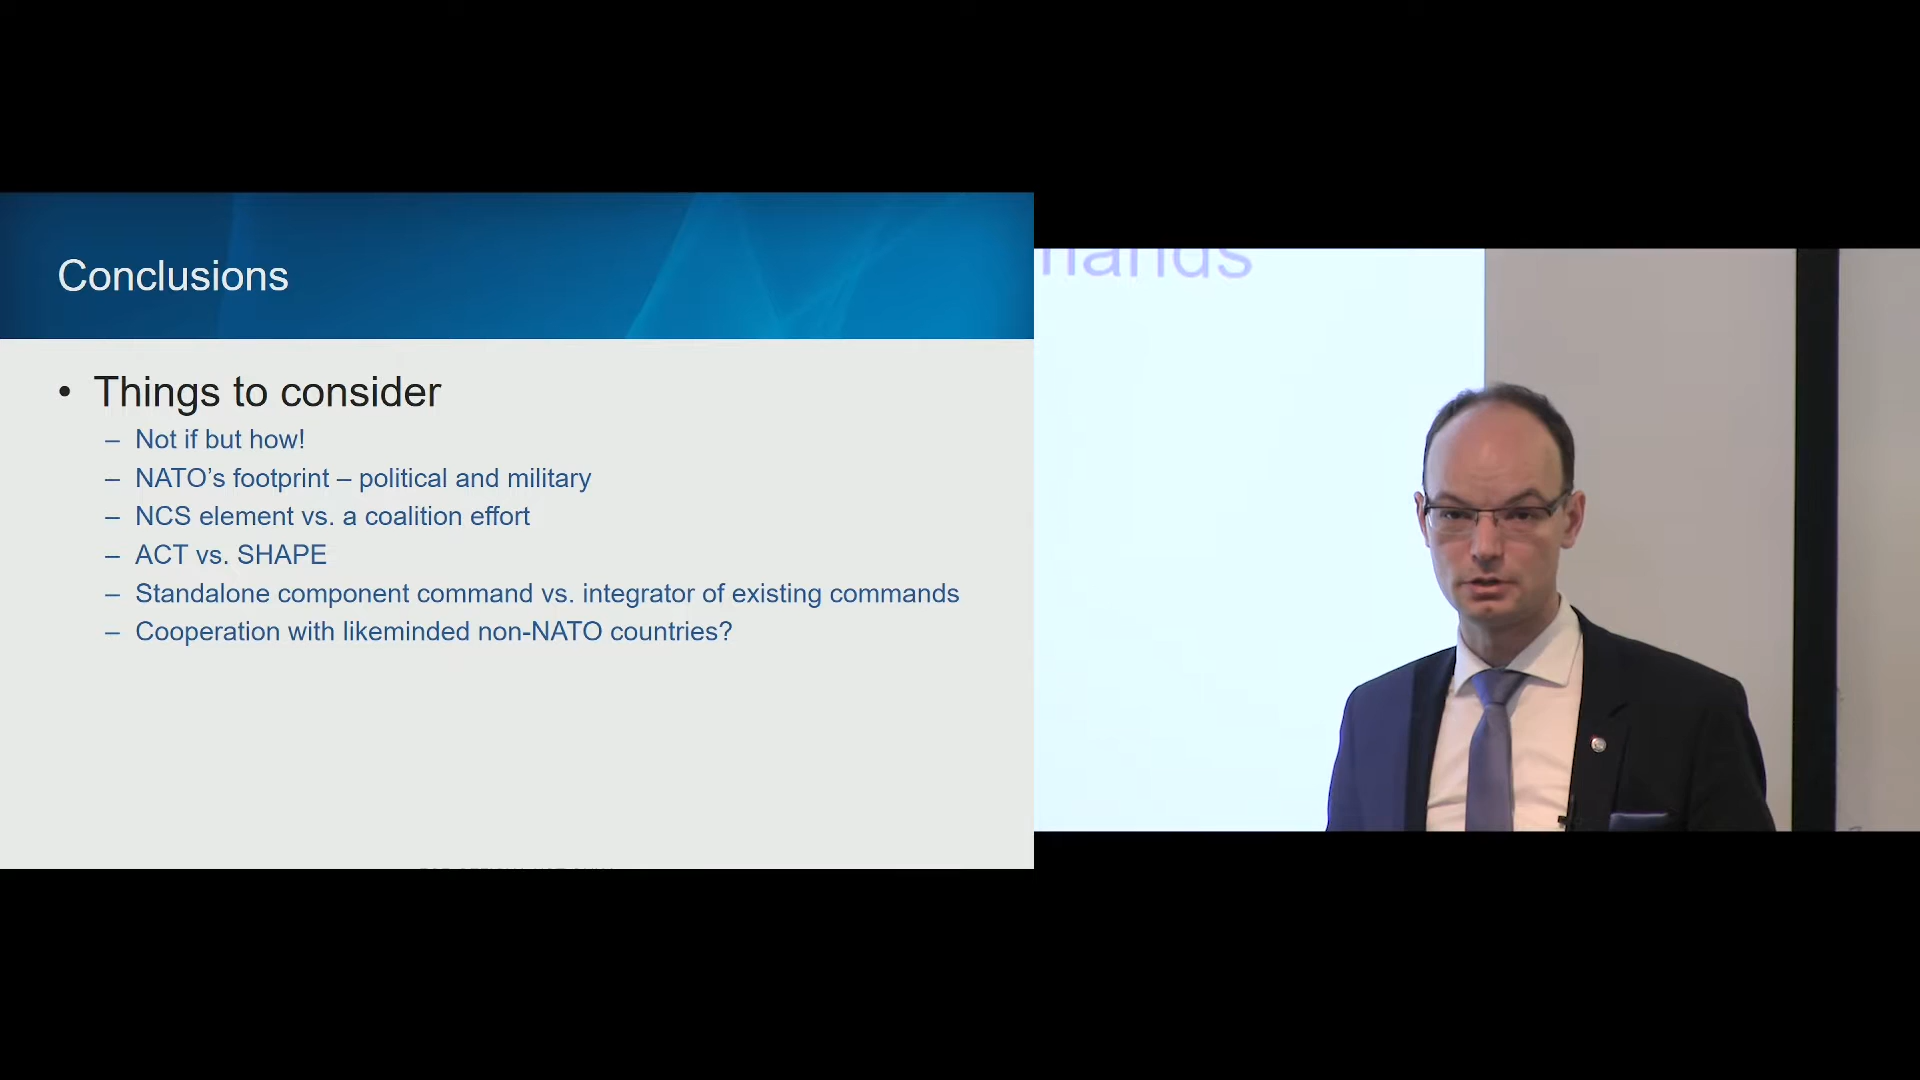 Conclusions
• Things to consider
– Not if but how!
– NATO’s footprint – political and military
– NCS element vs. a coalition effort
– ACT vs. SHAPE
– Standalone component command vs. integrator of existing commands
– Cooperation with likeminded non-NATO countries?